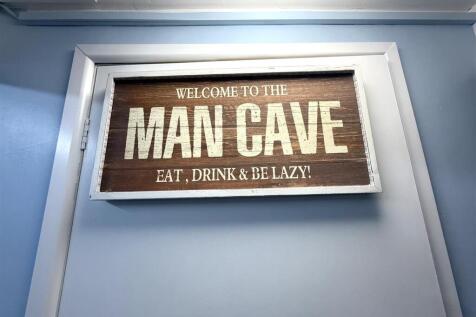 WELCOME TO THE
MAN CAVE
EAT, DRINK & BE LAZY!